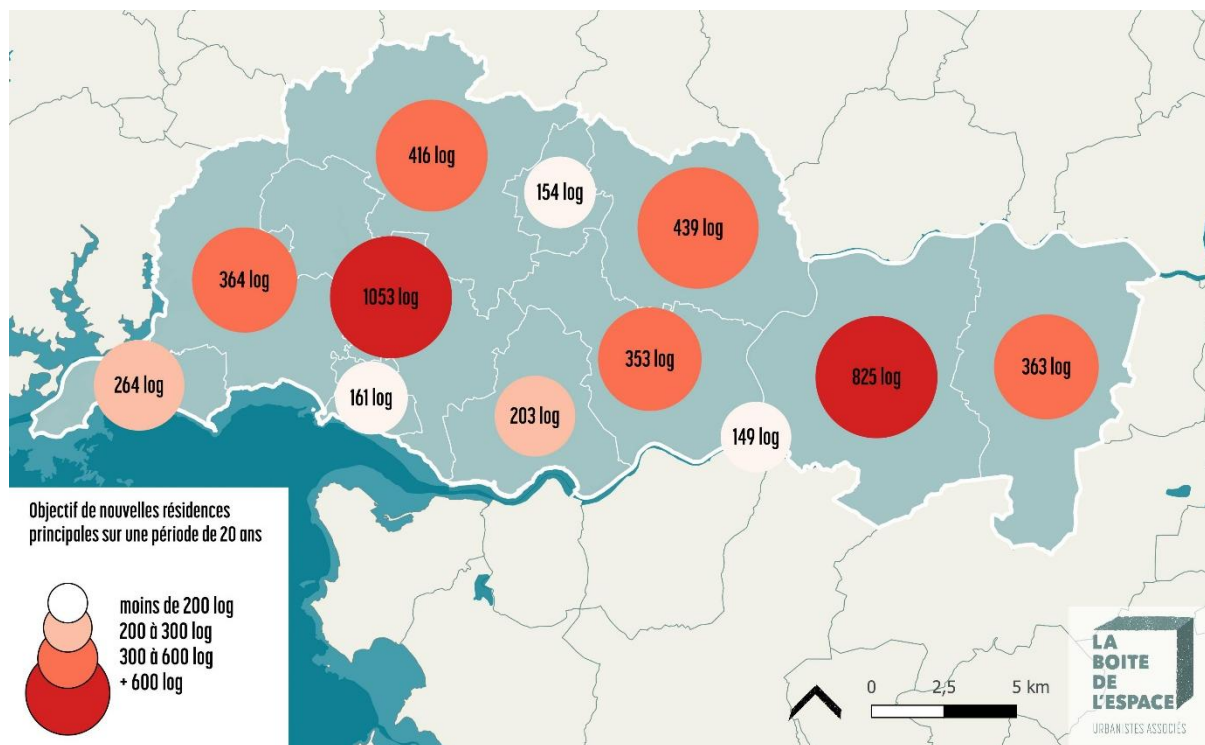 416 log
154 log
439 log
364 log
1053 log
353 log
825 log
363 log
264 log
161 log
203 log
149 log
Objectif de nouvelles résidences
principales sur une période de 20 ans
moins de 200 log
200 à 300 log
300 à 600 log
+ 600 log
0 2,5 5 km
LA
BOITE
DE
L'ESPACE
URBANISTES ASSOCIÉS